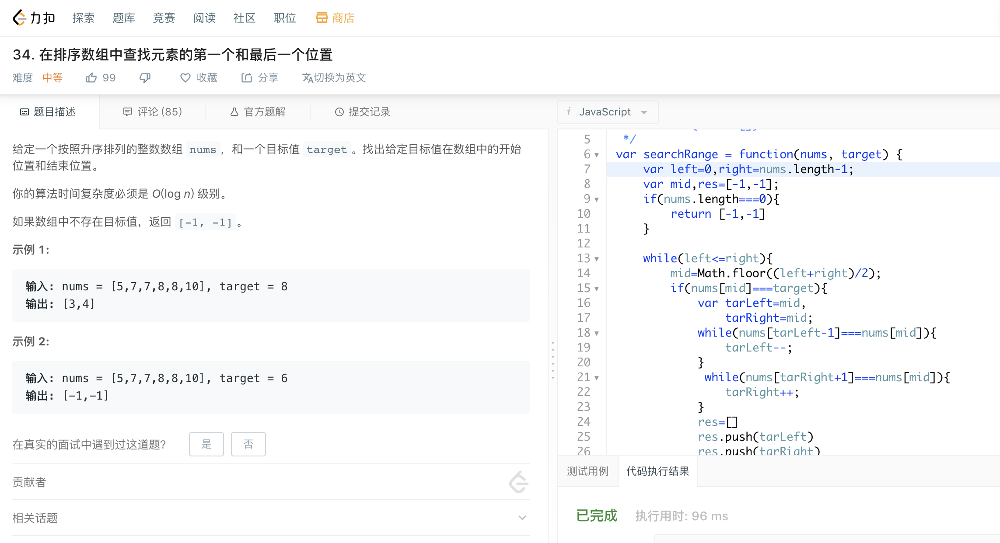 力扣 探索 题库 竞赛 阅读 社区 职位 商店
34. 在排序数组中查找元素的第一个和最后一个位置
难度 中等 99 收藏 分享 切换为英文
题目描述 评论 (85) 官方题解 提交记录
给定一个按照升序排列的整数数组 nums，和一个目标值 target。找出给定目标值在数组中的开始
位置和结束位置。
你的算法时间复杂度必须是 O(log n) 级别。
如果数组中不存在目标值，返回 [-1, -1]。
示例 1:
输入: nums = [5,7,7,8,8,10], target = 8
输出: [3,4]
示例 2:
输入: nums = [5,7,7,8,8,10], target = 6
输出: [-1,-1]
在真实的面试中遇到过这道题? 是 否
贡献者
相关话题
i JavaScript
5 */
6 var searchRange = function(nums, target) {
7 var left=0,right=nums.length-1;
8 var mid,res=[-1,-1];
9 if(nums.length===0){
10 return [-1,-1]
11 }
12
13 while(left<=right){
14 mid=Math.floor((left+right)/2);
15 if(nums[mid]===target){
16 var tarLeft=mid,
17 tarRight=mid;
18 while(nums[tarLeft-1]===nums[mid]){
19 tarLeft--;
20 }
21 while(nums[tarRight+1]===nums[mid]){
22 tarRight++;
23 }
24 res=[]
25 res.push(tarLeft)
26 res.push(tarRight)
测试用例 代码执行结果
已完成 执行用时: 96 ms